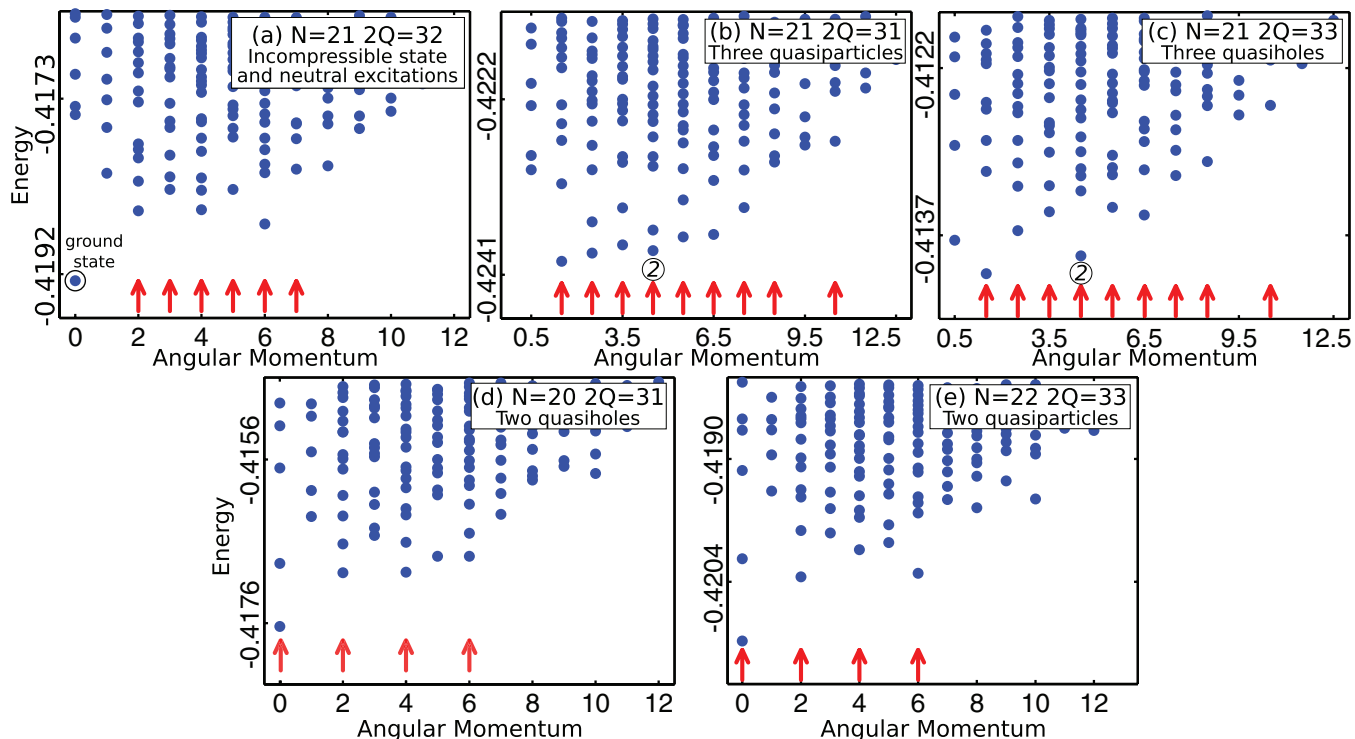 (a) N=21 2Q=32
Incompressible state
and neutral excitations
Energy
-0.4173
-0.4192
ground
state
0 2 4 6 8 10 12
Angular Momentum
(b) N=21 2Q=31
Three quasiparticles
-0.4222
-0.4241
2
0.5 3.5 6.5 9.5 12.5
Angular Momentum
(c) N=21 2Q=33
Three quasiholes
-0.4122
-0.4137
2
0.5 3.5 6.5 9.5 12.5
Angular Momentum
(d) N=20 2Q=31
Two quasiholes
Energy
-0.4156
-0.4176
0 2 4 6 8 10 12
Angular Momentum
(e) N=22 2Q=33
Two quasiparticles
-0.4190
-0.4204
0 2 4 6 8 10 12
Angular Momentum